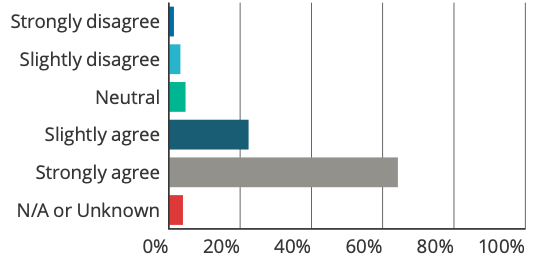 Strongly disagree
Slightly disagree
Neutral
Slightly agree
Strongly agree
N/A or Unknown
0% 20% 40% 60% 80% 100%